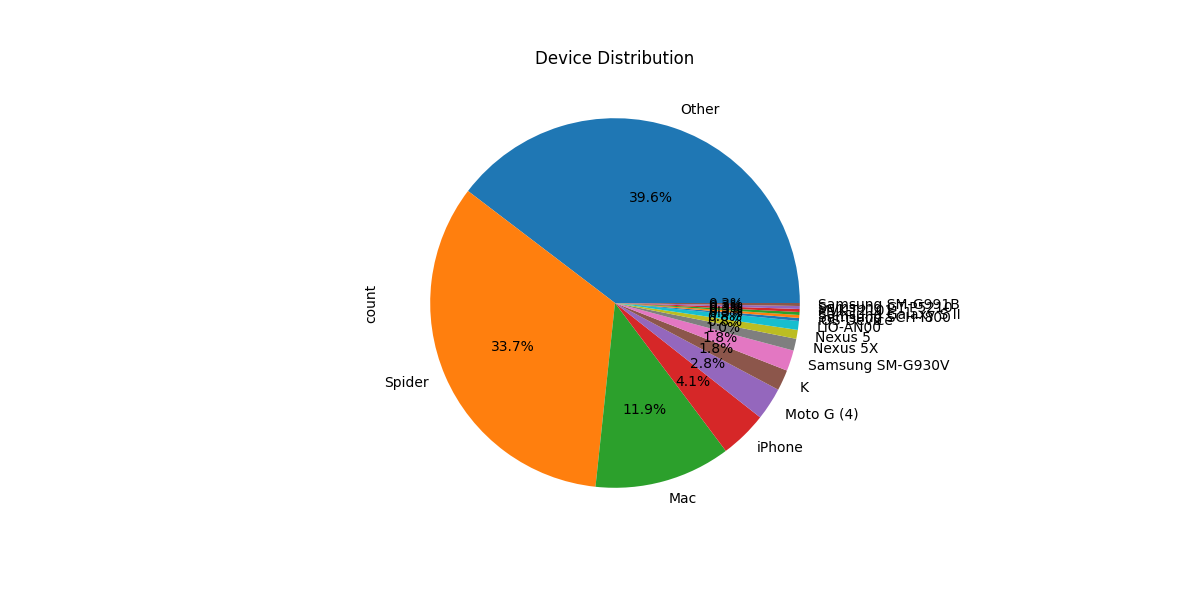 Device Distribution
Other
39.6%
count
33.7%
Spider
11.9%
Mac
4.1%
iPhone
2.8%
Moto G (4)
1.8%
K
1.8%
Samsung SM-G930V
1.0%
Nexus 5X
Nexus 5
LIO-AN00
Samsung SM-G991B